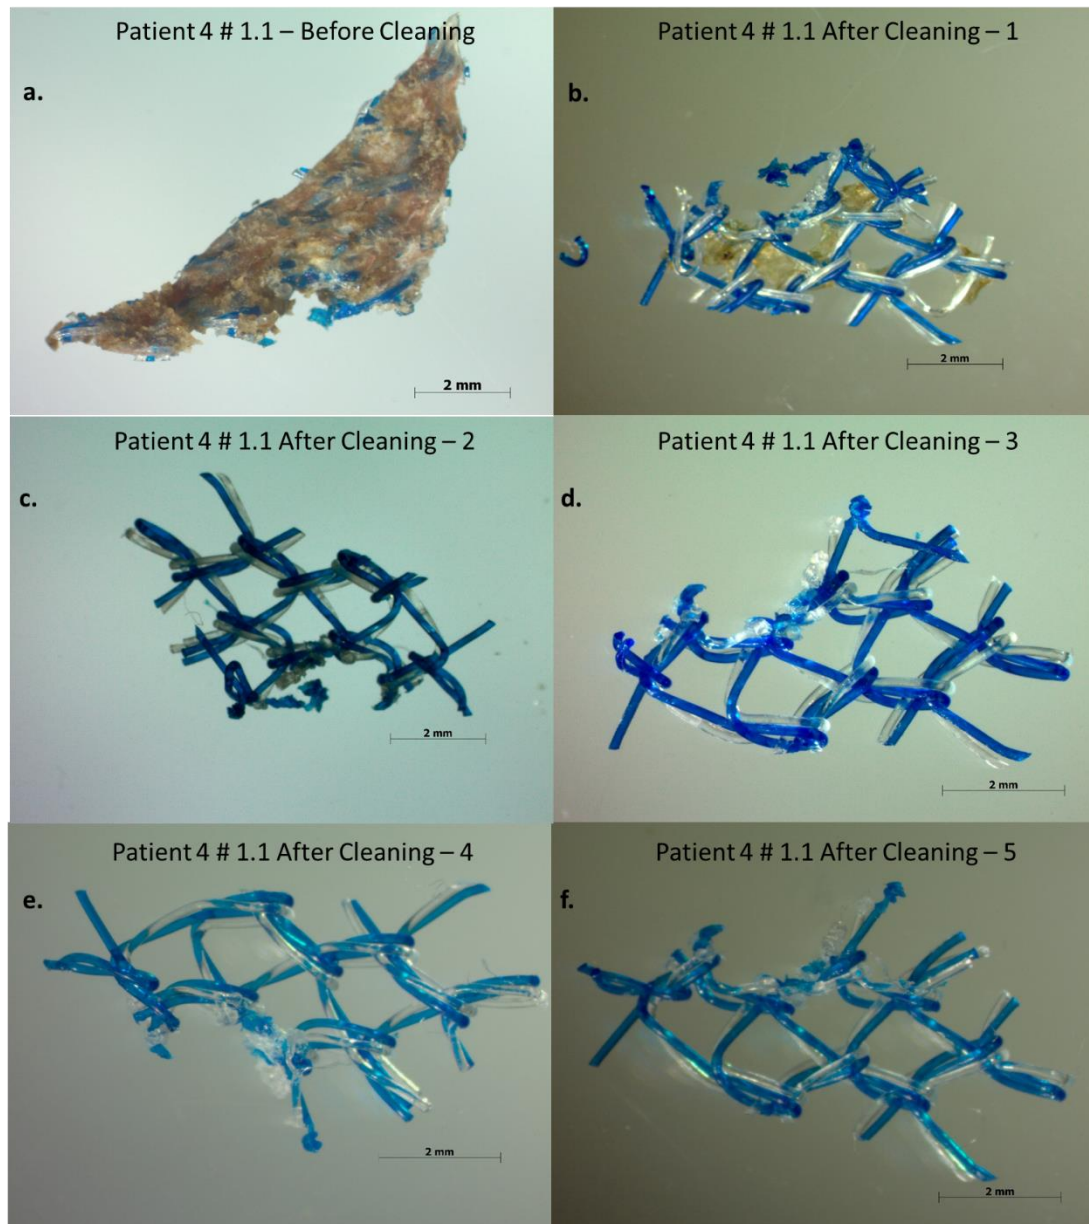 Patient 4 # 1.1 – Before Cleaning
a.
2 mm
Patient 4 # 1.1 After Cleaning – 1
b.
2 mm
Patient 4 # 1.1 After Cleaning – 2
c.
2 mm
Patient 4 # 1.1 After Cleaning – 3
d.
2 mm
Patient 4 # 1.1 After Cleaning – 4
e.
2 mm
Patient 4 # 1.1 After Cleaning – 5
f.
2 mm